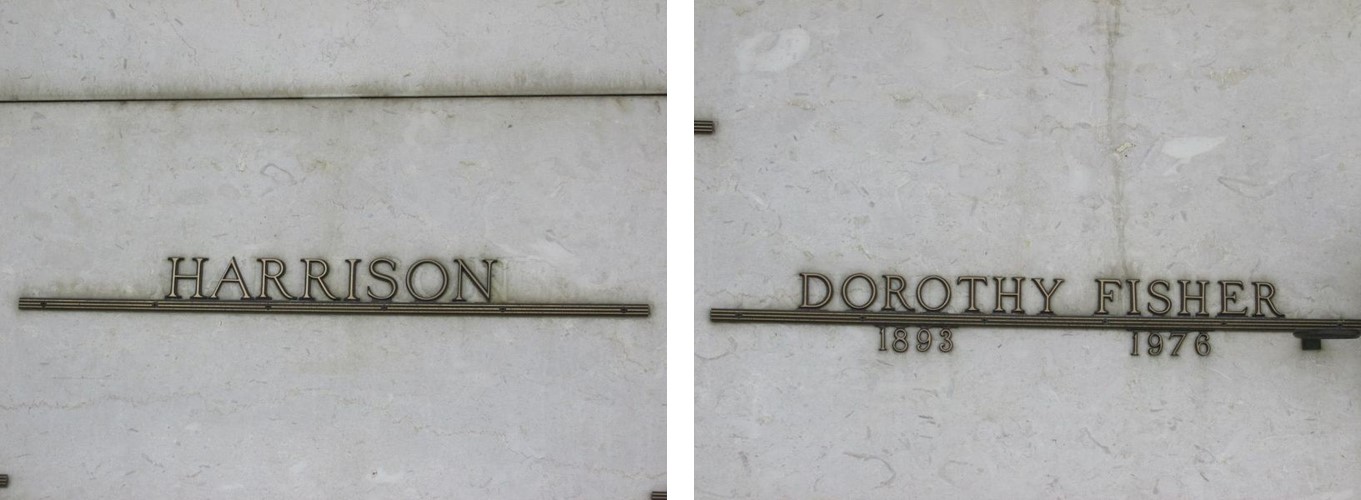 HARRISON
DOROTHY FISHER
1893 1976